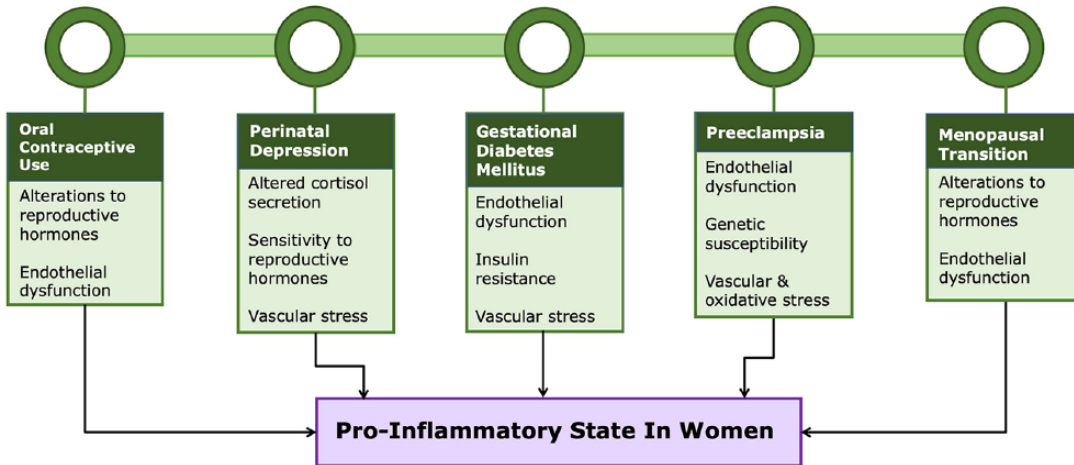 Oral
Contraceptive
Use
Alterations to
reproductive
hormones
Endothelial
dysfunction
Perinatal
Depression
Altered cortisol
secretion
Sensitivity to
reproductive
hormones
Vascular stress
Gestational
Diabetes
Mellitus
Endothelial
dysfunction
Insulin
resistance
Vascular stress
Preeclampsia
Endothelial
dysfunction
Genetic
susceptibility
Vascular &
oxidative stress
Menopausal
Transition
Alterations to
reproductive
hormones
Endothelial
dysfunction
Pro-Inflammatory State In Women